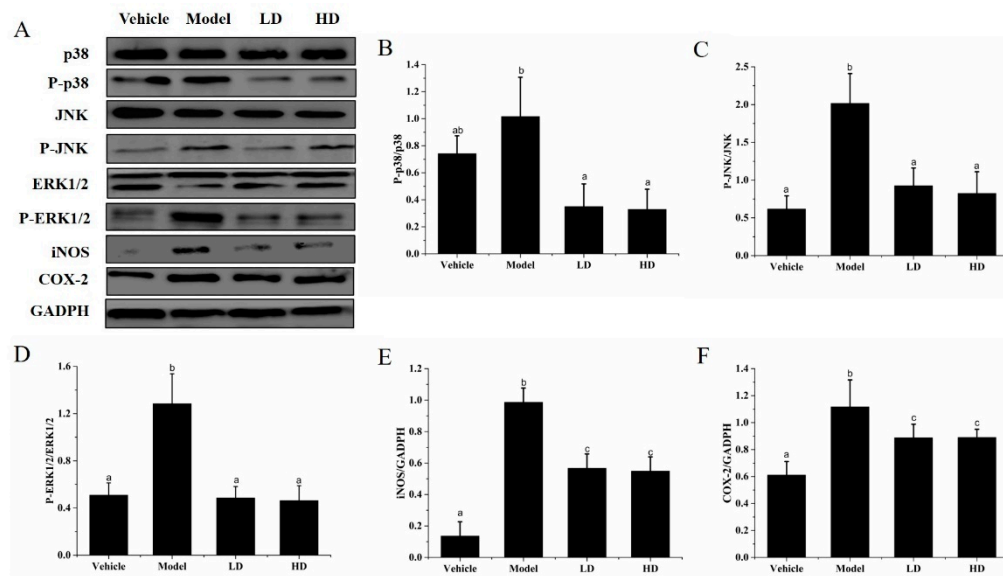 A
Vehicle Model LD HD
p38
P-p38
JNK
P-JNK
ERK1/2
P-ERK1/2
iNOS
COX-2
GADPH
B
P-p38/p38
1.4
1.2
1.0
0.8
0.6
0.4
0.2
0.0
ab
b
a
a
Vehicle Model LD HD
C
P-JNK/JNK
2.5
2.0
1.5
1.0
0.5
0.0
a
b
a
a
Vehicle Model LD HD
D
P-ERK1/2/ERK1/2
1.6
1.2
0.8
0.4
0.0
a
b
a
a
Vehicle Model LD HD
E
iNOS/GADPH
1.2
1.0
0.8
0.6
0.4
0.2
0.0
a
b
c
c
Vehicle Model LD HD
F
COX-2/GADPH
1.4
1.2
1.0
0.8
0.6
0.4
0.2
0.0
a
b
c
c
Vehicle Model LD HD